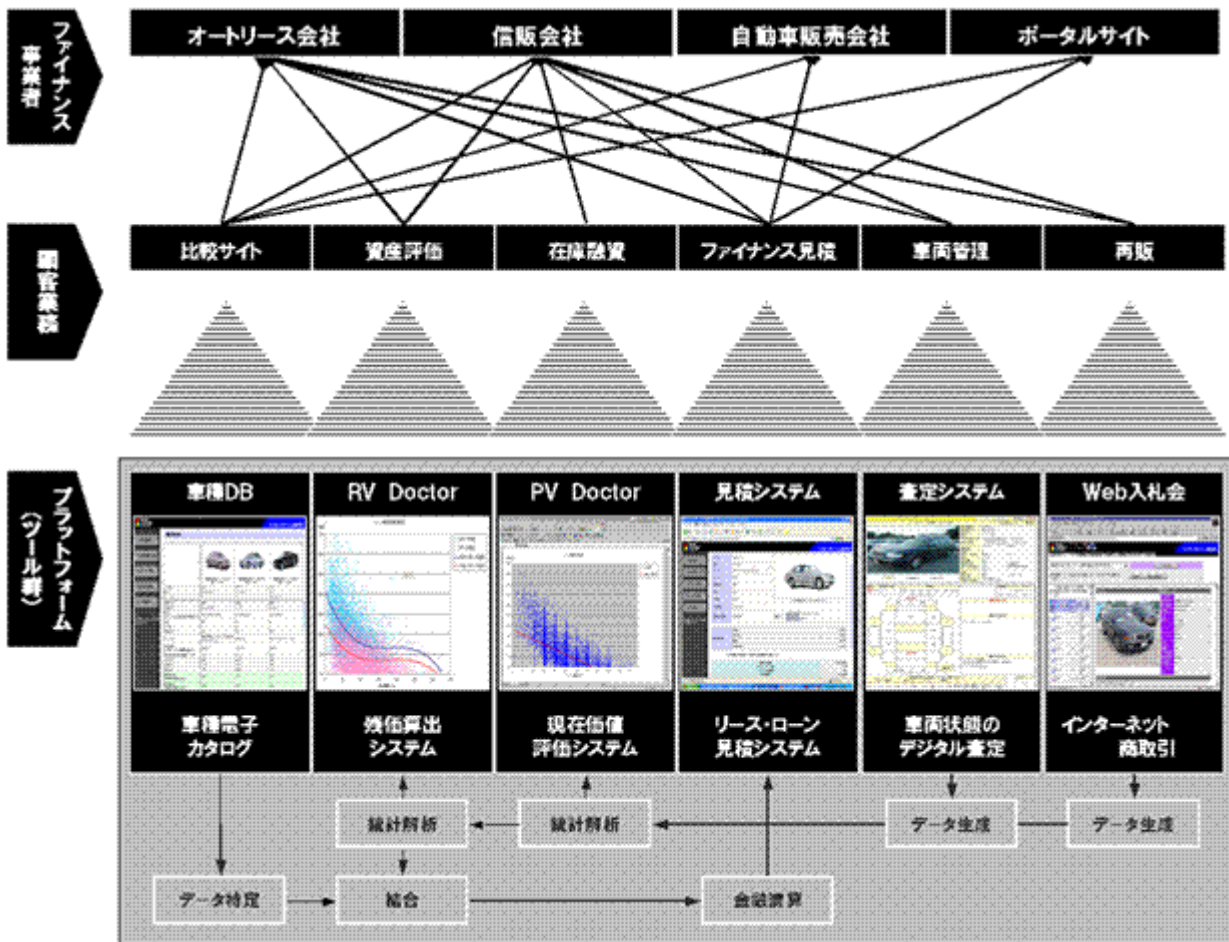 ファイナンス
事業者
オートリース会社
信販会社
自動車販売会社
ポータルサイト
顧客業務
比較サイト
資産評価
在庫融資
ファイナンス見積
車両管理
再販
プラットフォーム
(ツール群)
車種DB
RV Doctor
PV Doctor
見積システム
査定システム
Web入札会
車種電子
カタログ
残価算出
システム
現在価値
評価システム
リース・ローン
見積システム
車両状態の
デジタル査定
インターネット
商取引
統計解析
統計解析
データ生成
データ生成
データ特定
結合
金融演算